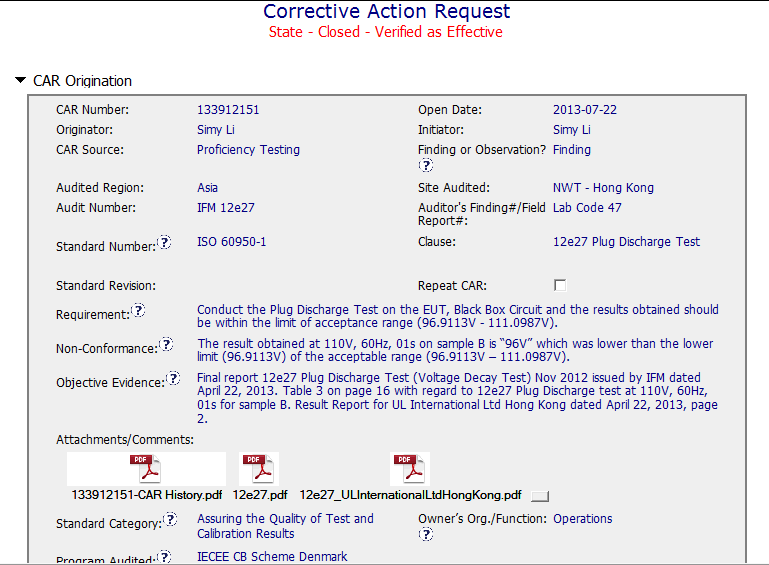 Corrective Action Request
State - Closed - Verified as Effective
CAR Origination
CAR Number: 133912151 Open Date: 2013-07-22
Originator: Simy Li Initiator: Simy Li
CAR Source: Proficiency Testing Finding or Observation? Finding
?
Audited Region: Asia Site Audited: NWT - Hong Kong
Audit Number: IFM 12e27 Auditor's Finding#/Field Lab Code 47
Report#:
Standard Number: ? ISO 60950-1 Clause: 12e27 Plug Discharge Test
Standard Revision: Repeat CAR:
Requirement: ? Conduct the Plug Discharge Test on the EUT, Black Box Circuit and the results obtained should
be within the limit of acceptance range (96.9113V - 111.0987V).
Non-Conformance: ? The result obtained at 110V, 60Hz, 01s on sample B is “96V” which was lower than the lower
limit (96.9113V) of the acceptable range (96.9113V – 111.0987V).
Objective Evidence: ? Final report 12e27 Plug Discharge Test (Voltage Decay Test) Nov 2012 issued by IFM dated
April 22, 2013. Table 3 on page 16 with regard to 12e27 Plug Discharge test at 110V, 60Hz,
01s for sample B. Result Report for UL International Ltd Hong Kong dated April 22, 2013, page
2.
Attachments/Comments:
PDF PDF PDF
133912151-CAR History.pdf 12e27.pdf 12e27_ULInternationalLtdHongKong.pdf
Standard Category: ? Assuring the Quality of Test and Owner's Org./Function: Operations
Calibration Results ?
Program Audited: ? IECEE CB Scheme Denmark